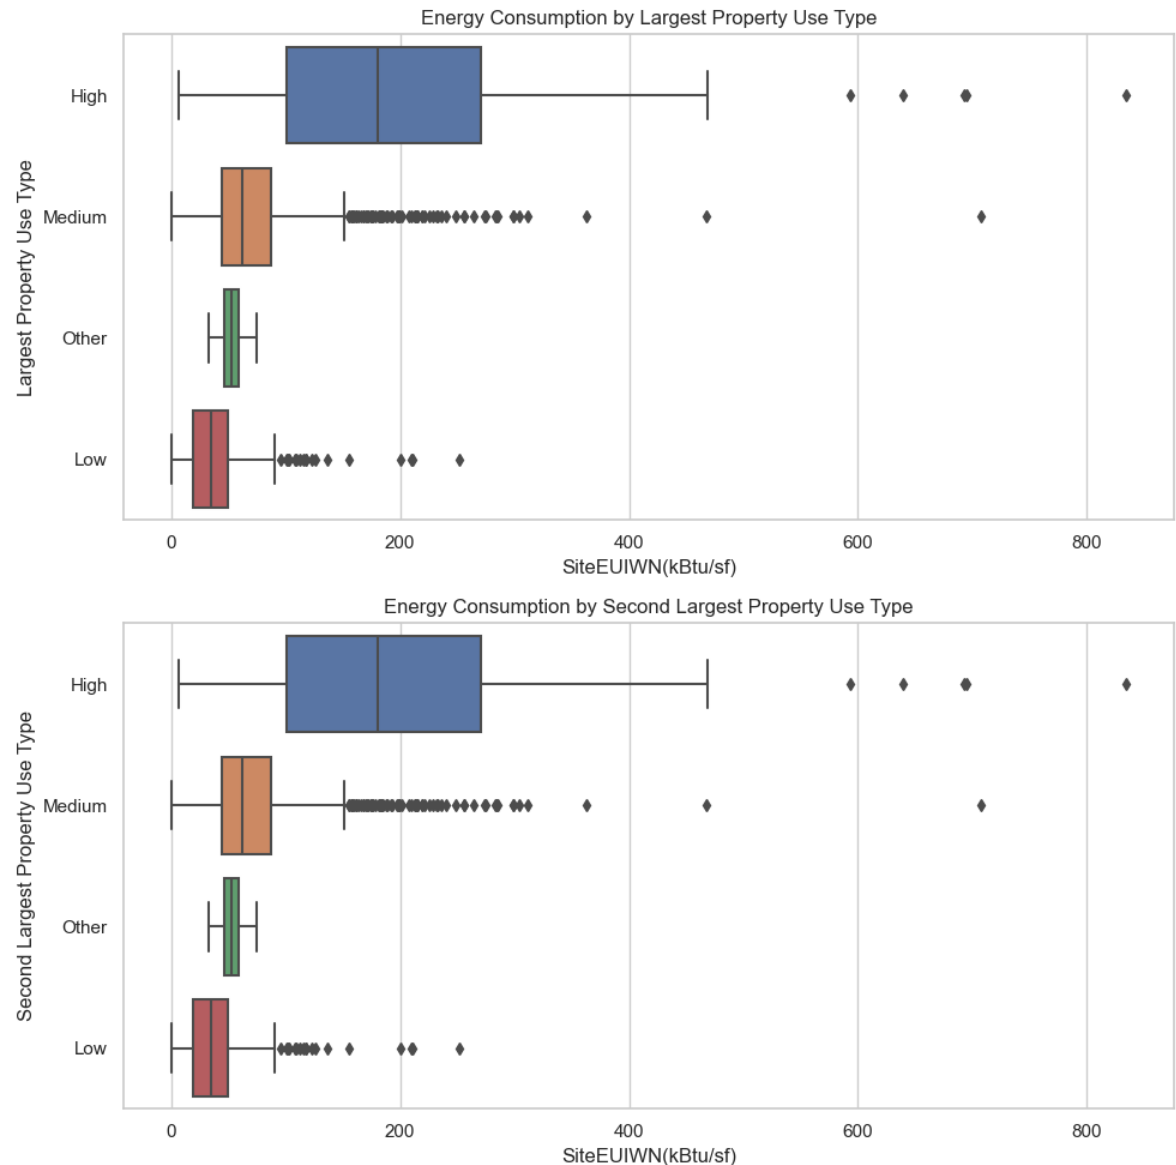 Energy Consumption by Largest Property Use Type
Largest Property Use Type
High
Medium
Other
Low
0 200 400 600 800
SiteEUIWN(kBtu/sf)
Energy Consumption by Second Largest Property Use Type
Second Largest Property Use Type
High
Medium
Other
Low
0 200 400 600 800
SiteEUIWN(kBtu/sf)